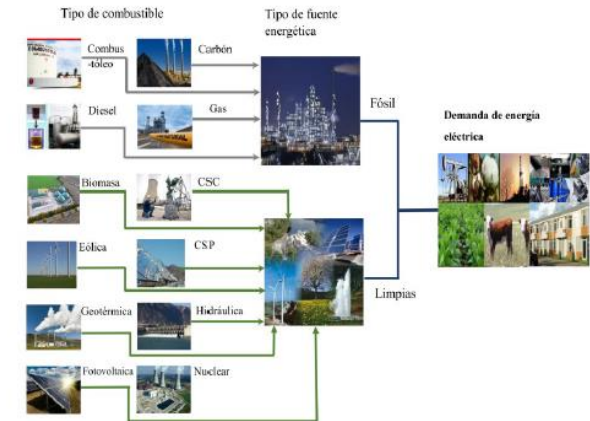 Tipo de combustible
Tipo de fuente
energética
Combus
-tóleo
Carbón
Diesel
Gas
Fósil
Demanda de energía
eléctrica
Biomasa
CSC
Eólica
CSP
Limpias
Geotérmica
Hidráulica
Fotovoltaica
Nuclear